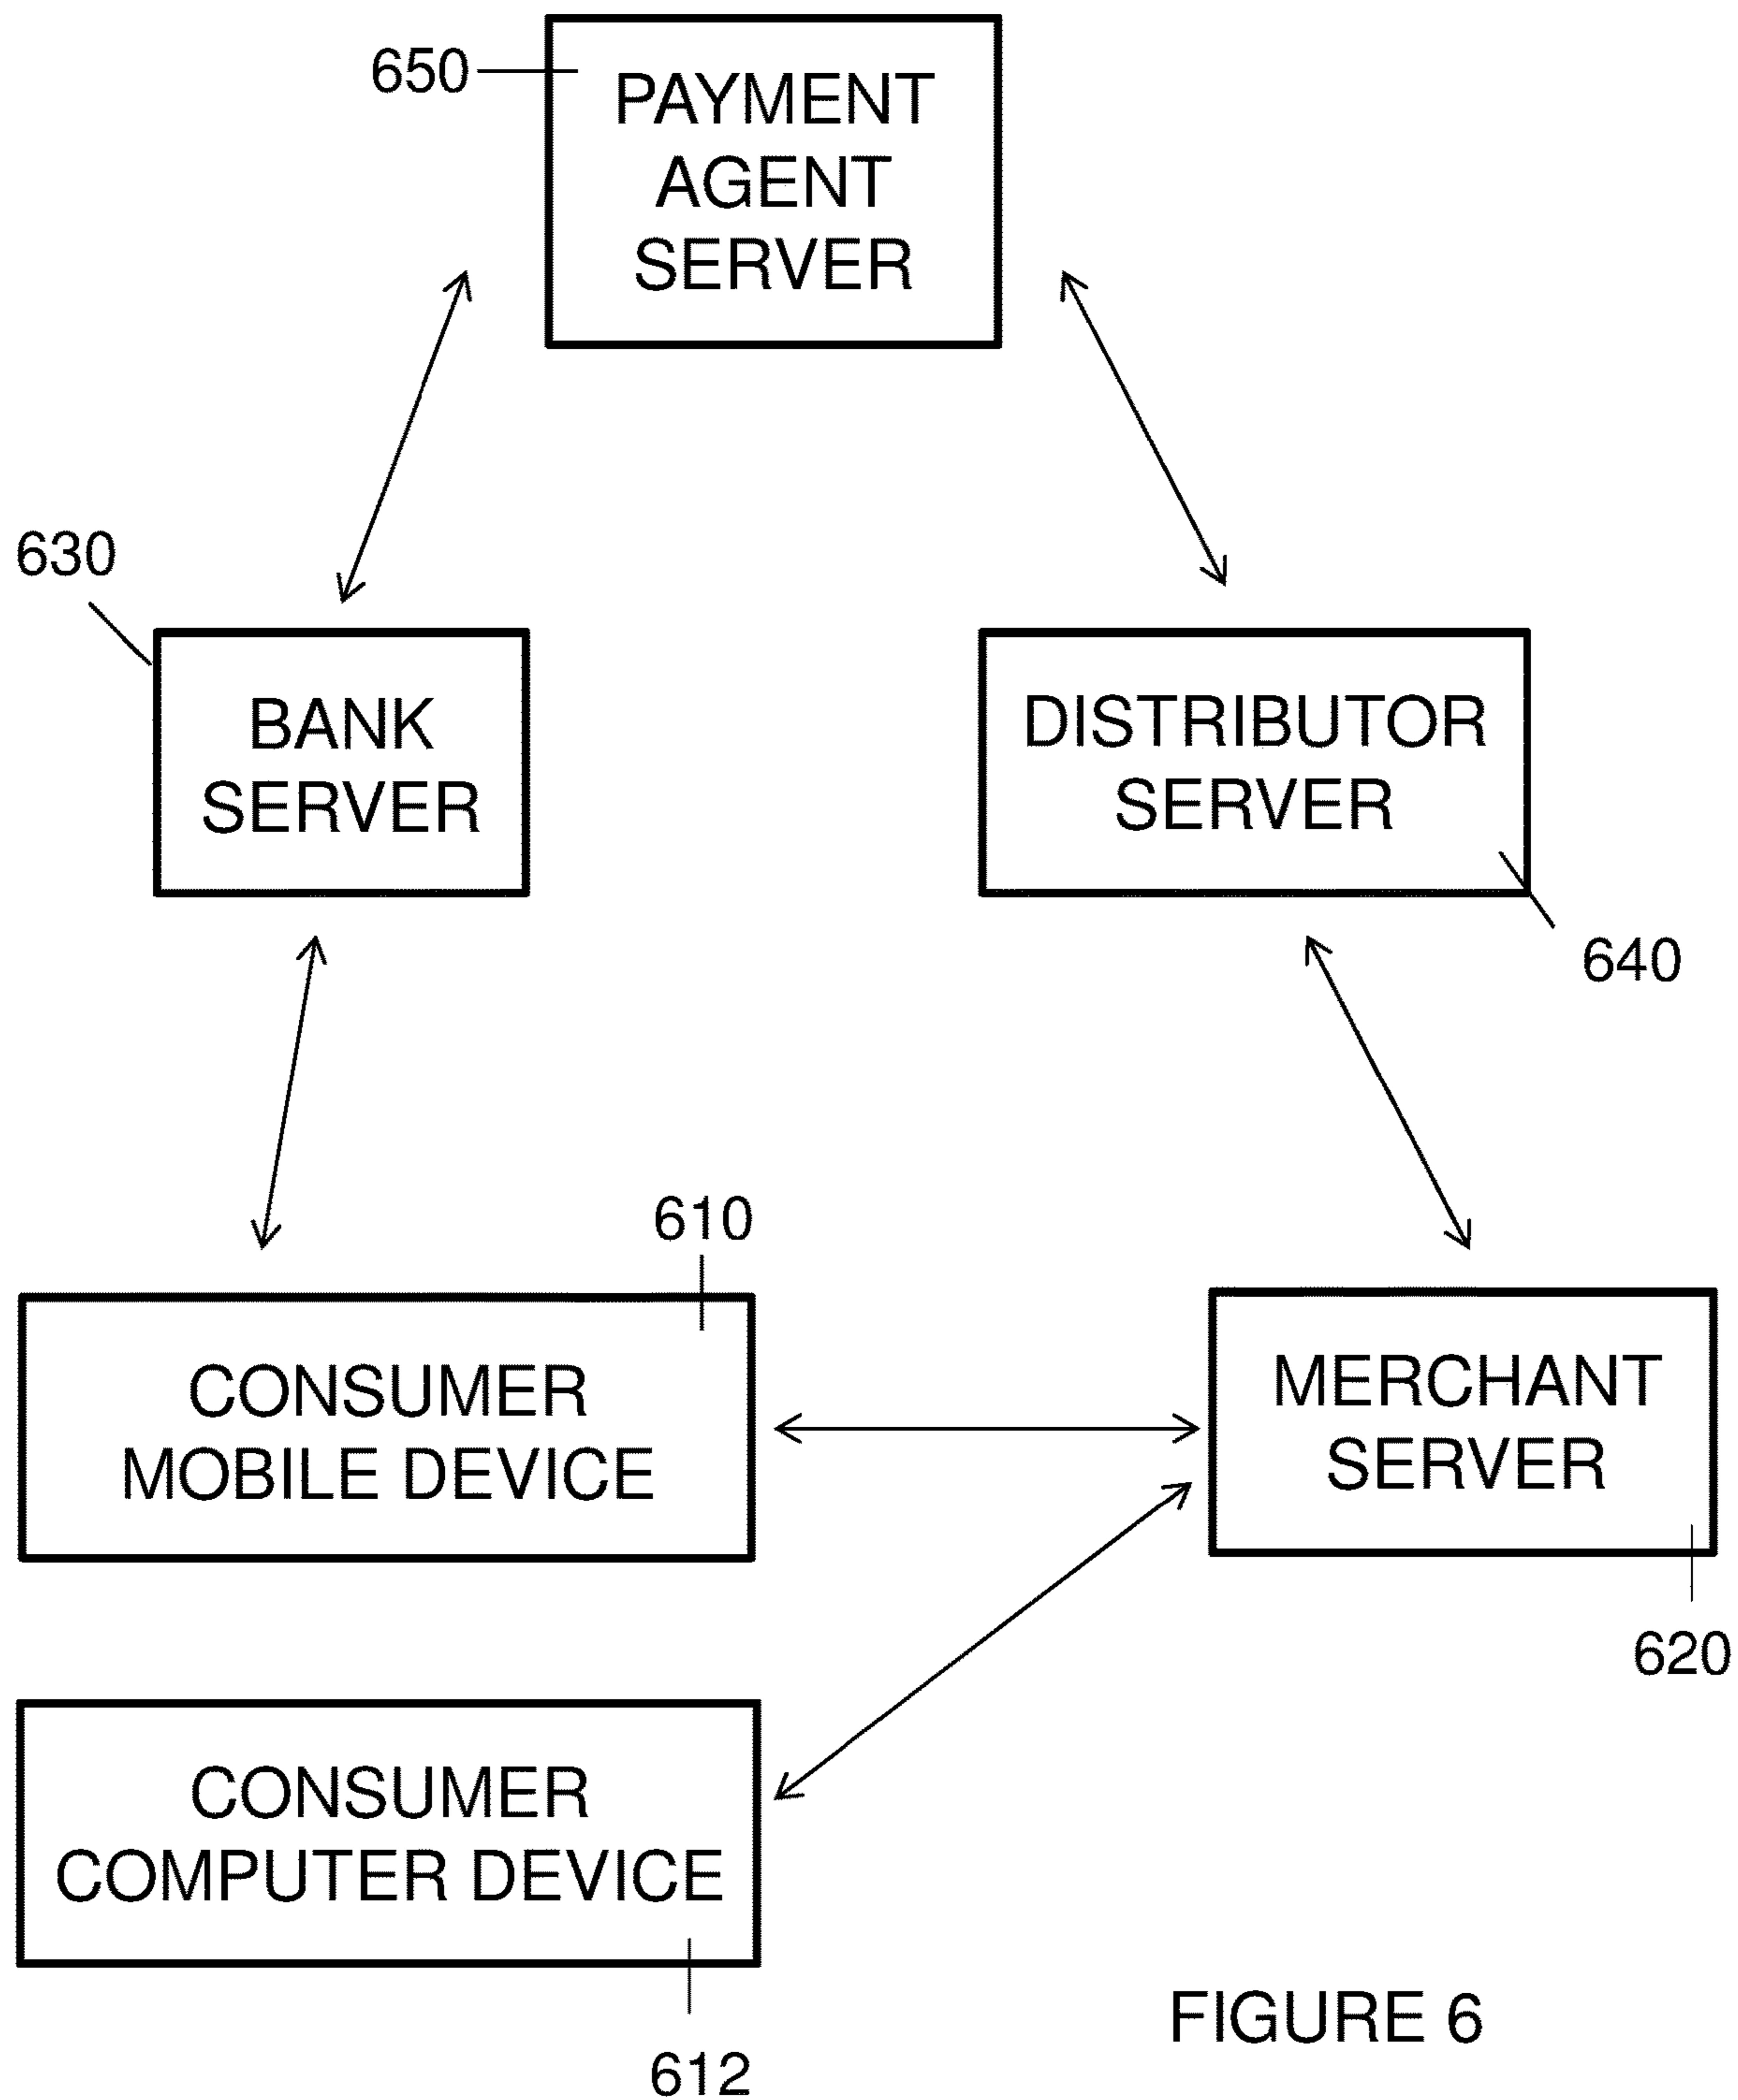 650
PAYMENT
AGENT
SERVER
630
BANK
SERVER
DISTRIBUTOR
SERVER
640
610
CONSUMER
MOBILE DEVICE
MERCHANT
SERVER
620
CONSUMER
COMPUTER DEVICE
612
FIGURE 6